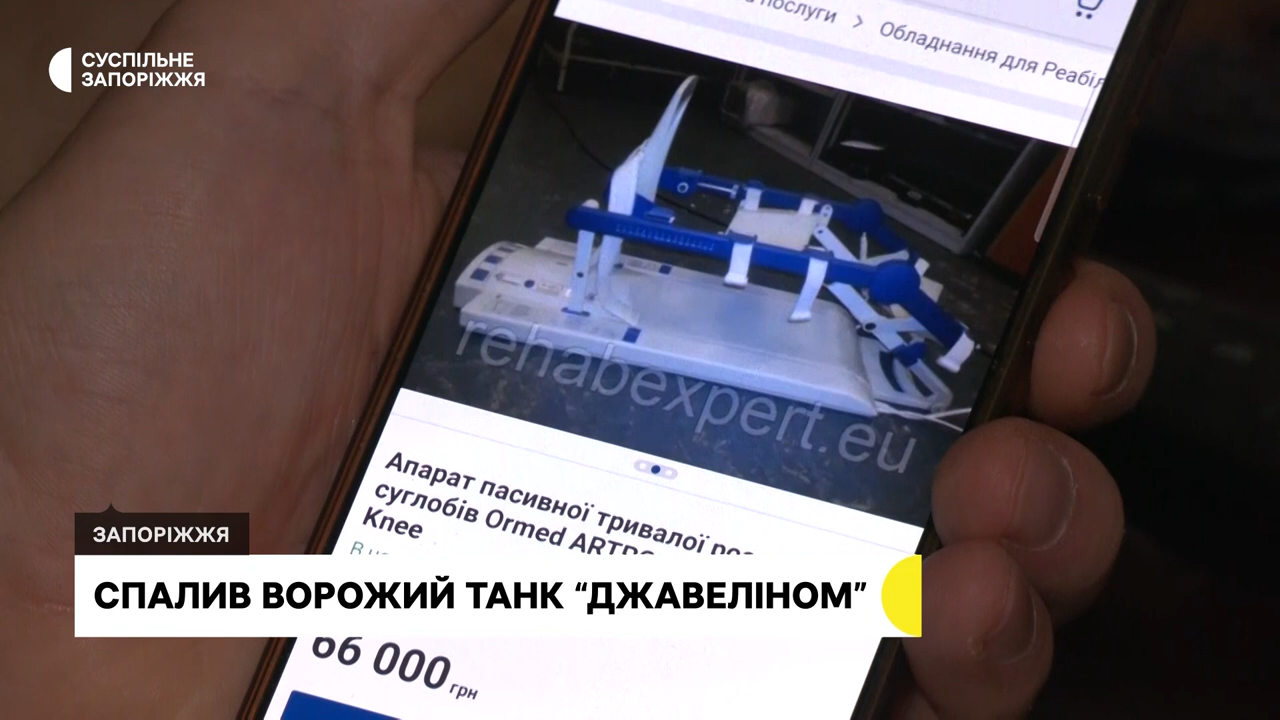 СУСПІЛЬНЕ
ЗАПОРІЖЖЯ
послуги > Обладнання для
rehabexpert.eu
Апарат пасивної тривалої
суглобів Ormed
Knee
ЗАПОРІЖЖЯ
СПАЛИВ ВОРОЖИЙ ТАНК “ДЖАВЕЛІНОМ”
66 000 грн